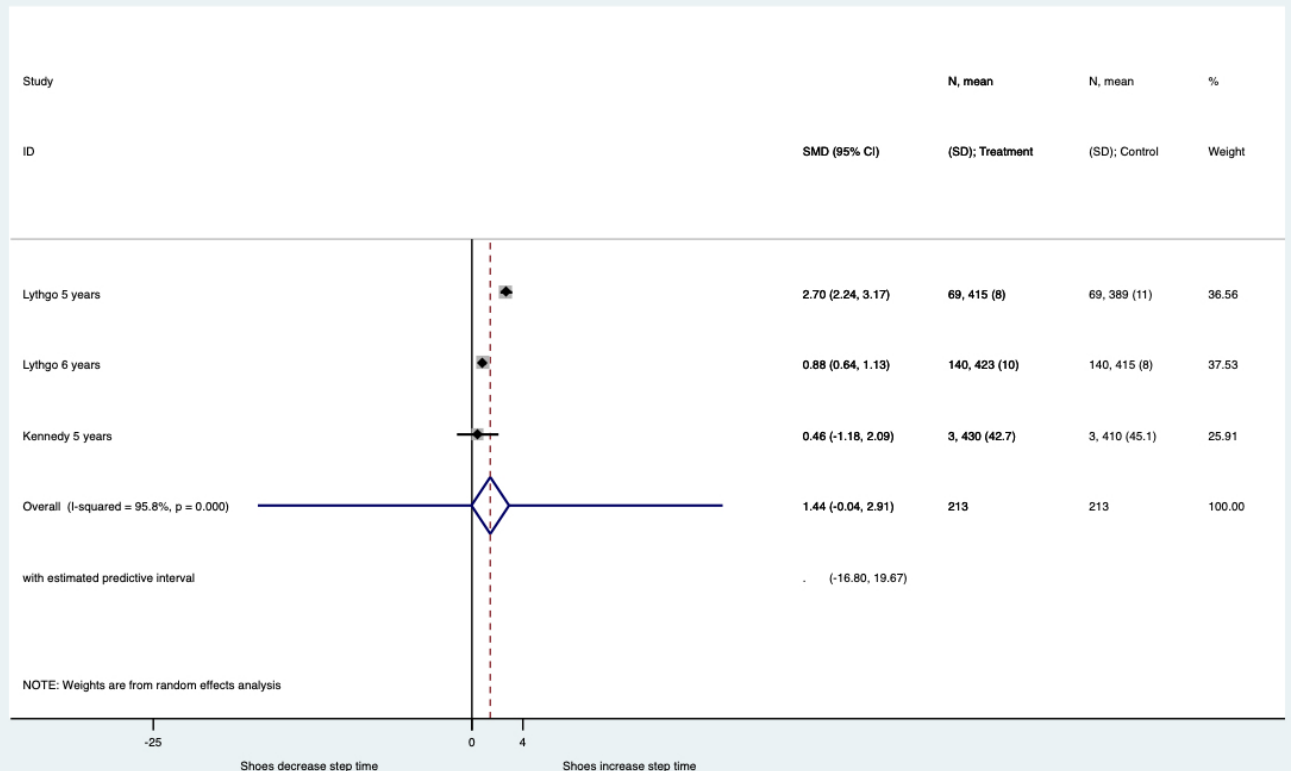 Study N, mean N, mean %
ID SMD (95% CI) (SD); Treatment (SD); Control Weight
Lythgo 5 years 2.70 (2.24, 3.17) 69, 415 (8) 69, 389 (11) 36.56
Lythgo 6 years 0.88 (0.64, 1.13) 140, 423 (10) 140, 415 (8) 37.53
Kennedy 5 years 0.46 (-1.18, 2.09) 3, 430 (42.7) 3, 410 (45.1) 25.91
Overall (I-squared = 95.8%, p = 0.000) 1.44 (-0.04, 2.91) 213 213 100.00
with estimated predictive interval . (-16.80, 19.67)
NOTE: Weights are from random effects analysis
-25 0 4
Shoes decrease step time Shoes increase step time